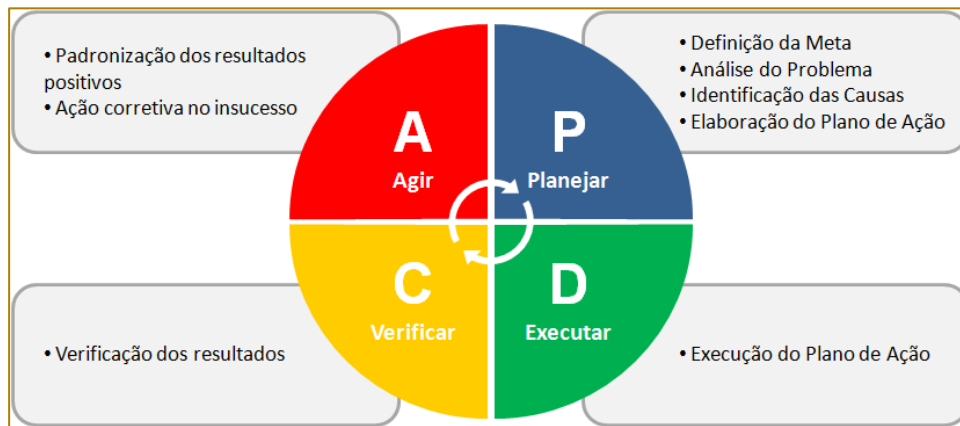 • Padronização dos resultados
positivos
• Ação corretiva no insucesso
• Definição da Meta
• Análise do Problema
• Identificação das Causas
• Elaboração do Plano de Ação
A
Agir
P
Planejar
C
Verificar
D
Executar
• Verificação dos resultados
• Execução do Plano de Ação